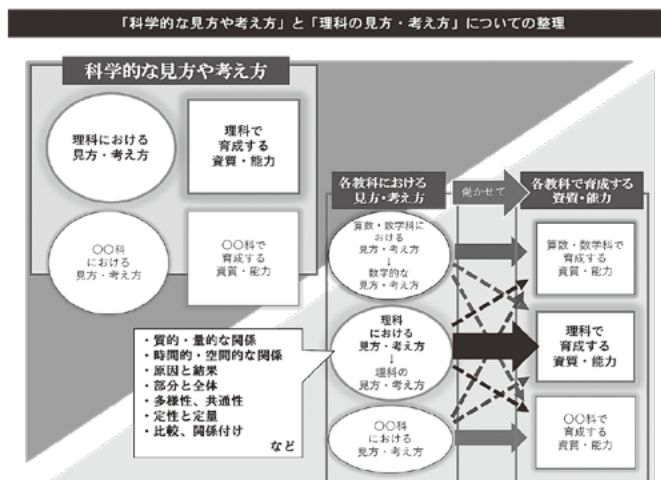 「科学的な見方や考え方」と「理科の見方・考え方」についての整理
科学的な見方や考え方
理科における
見方・考え方
理科で
育成する
資質・能力
〇〇科
における
見方・考え方
〇〇科で
育成する
資質・能力
各教科における
見方・考え方
働かせて
各教科で育成する
資質・能力
算数・数学科に
おける
見方・考え方
↓
数学的な
見方・考え方
算数・数学科で
育成する
資質・能力
理科
における
見方・考え方
↓
理科の
見方・考え方
理科で
育成する
資質・能力
〇〇科
における
見方・考え方
〇〇科で
育成する
資質・能力
・質的・量的な関係
・時間的・空間的な関係
・原因と結果
・部分と全体
・多様性、共通性
・定性と定量
・比較、関係付け
など